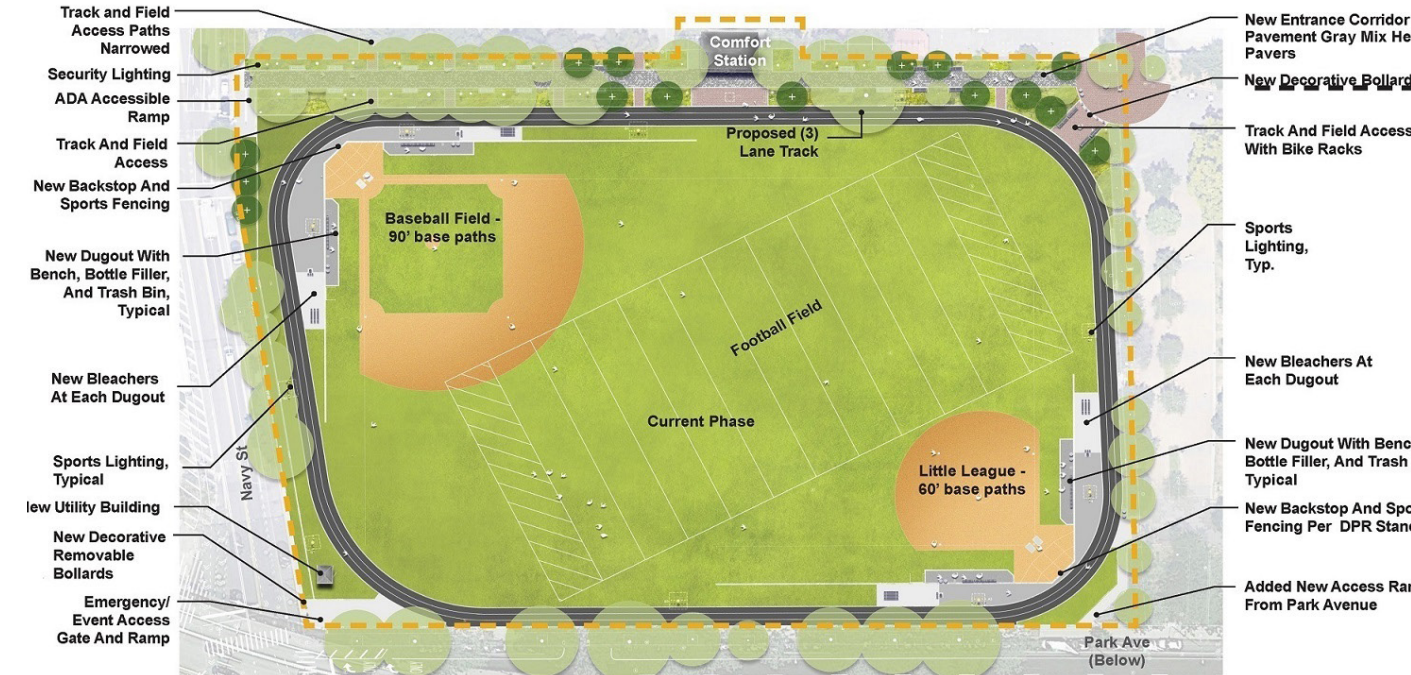 Track and Field
Access Paths
Narrowed
Security Lighting
ADA Accessible
Ramp
Track And Field
Access
New Backstop And
Sports Fencing
New Dugout With
Bench, Bottle Filler,
And Trash Bin,
Typical
New Bleachers
At Each Dugout
Sports Lighting,
Typical
lew Utility Building
New Decorative
Removable
Bollards
Emergency/
Event Access
Gate And Ramp
Navy St
Comfort
Station
Proposed (3)
Lane Track
Baseball Field -
90' base paths
Football Field
Current Phase
Little League -
60' base paths
Park Ave
(Below)
New Entrance Corridor
Pavement Gray Mix He
Pavers
New Decorative Bollard
Track And Field Access
With Bike Racks
Sports
Lighting,
Typ.
New Bleachers At
Each Dugout
New Dugout With Benc
Bottle Filler, And Trash
Typical
New Backstop And Spo
Fencing Per DPR Stand
Added New Access Ran
From Park Avenue